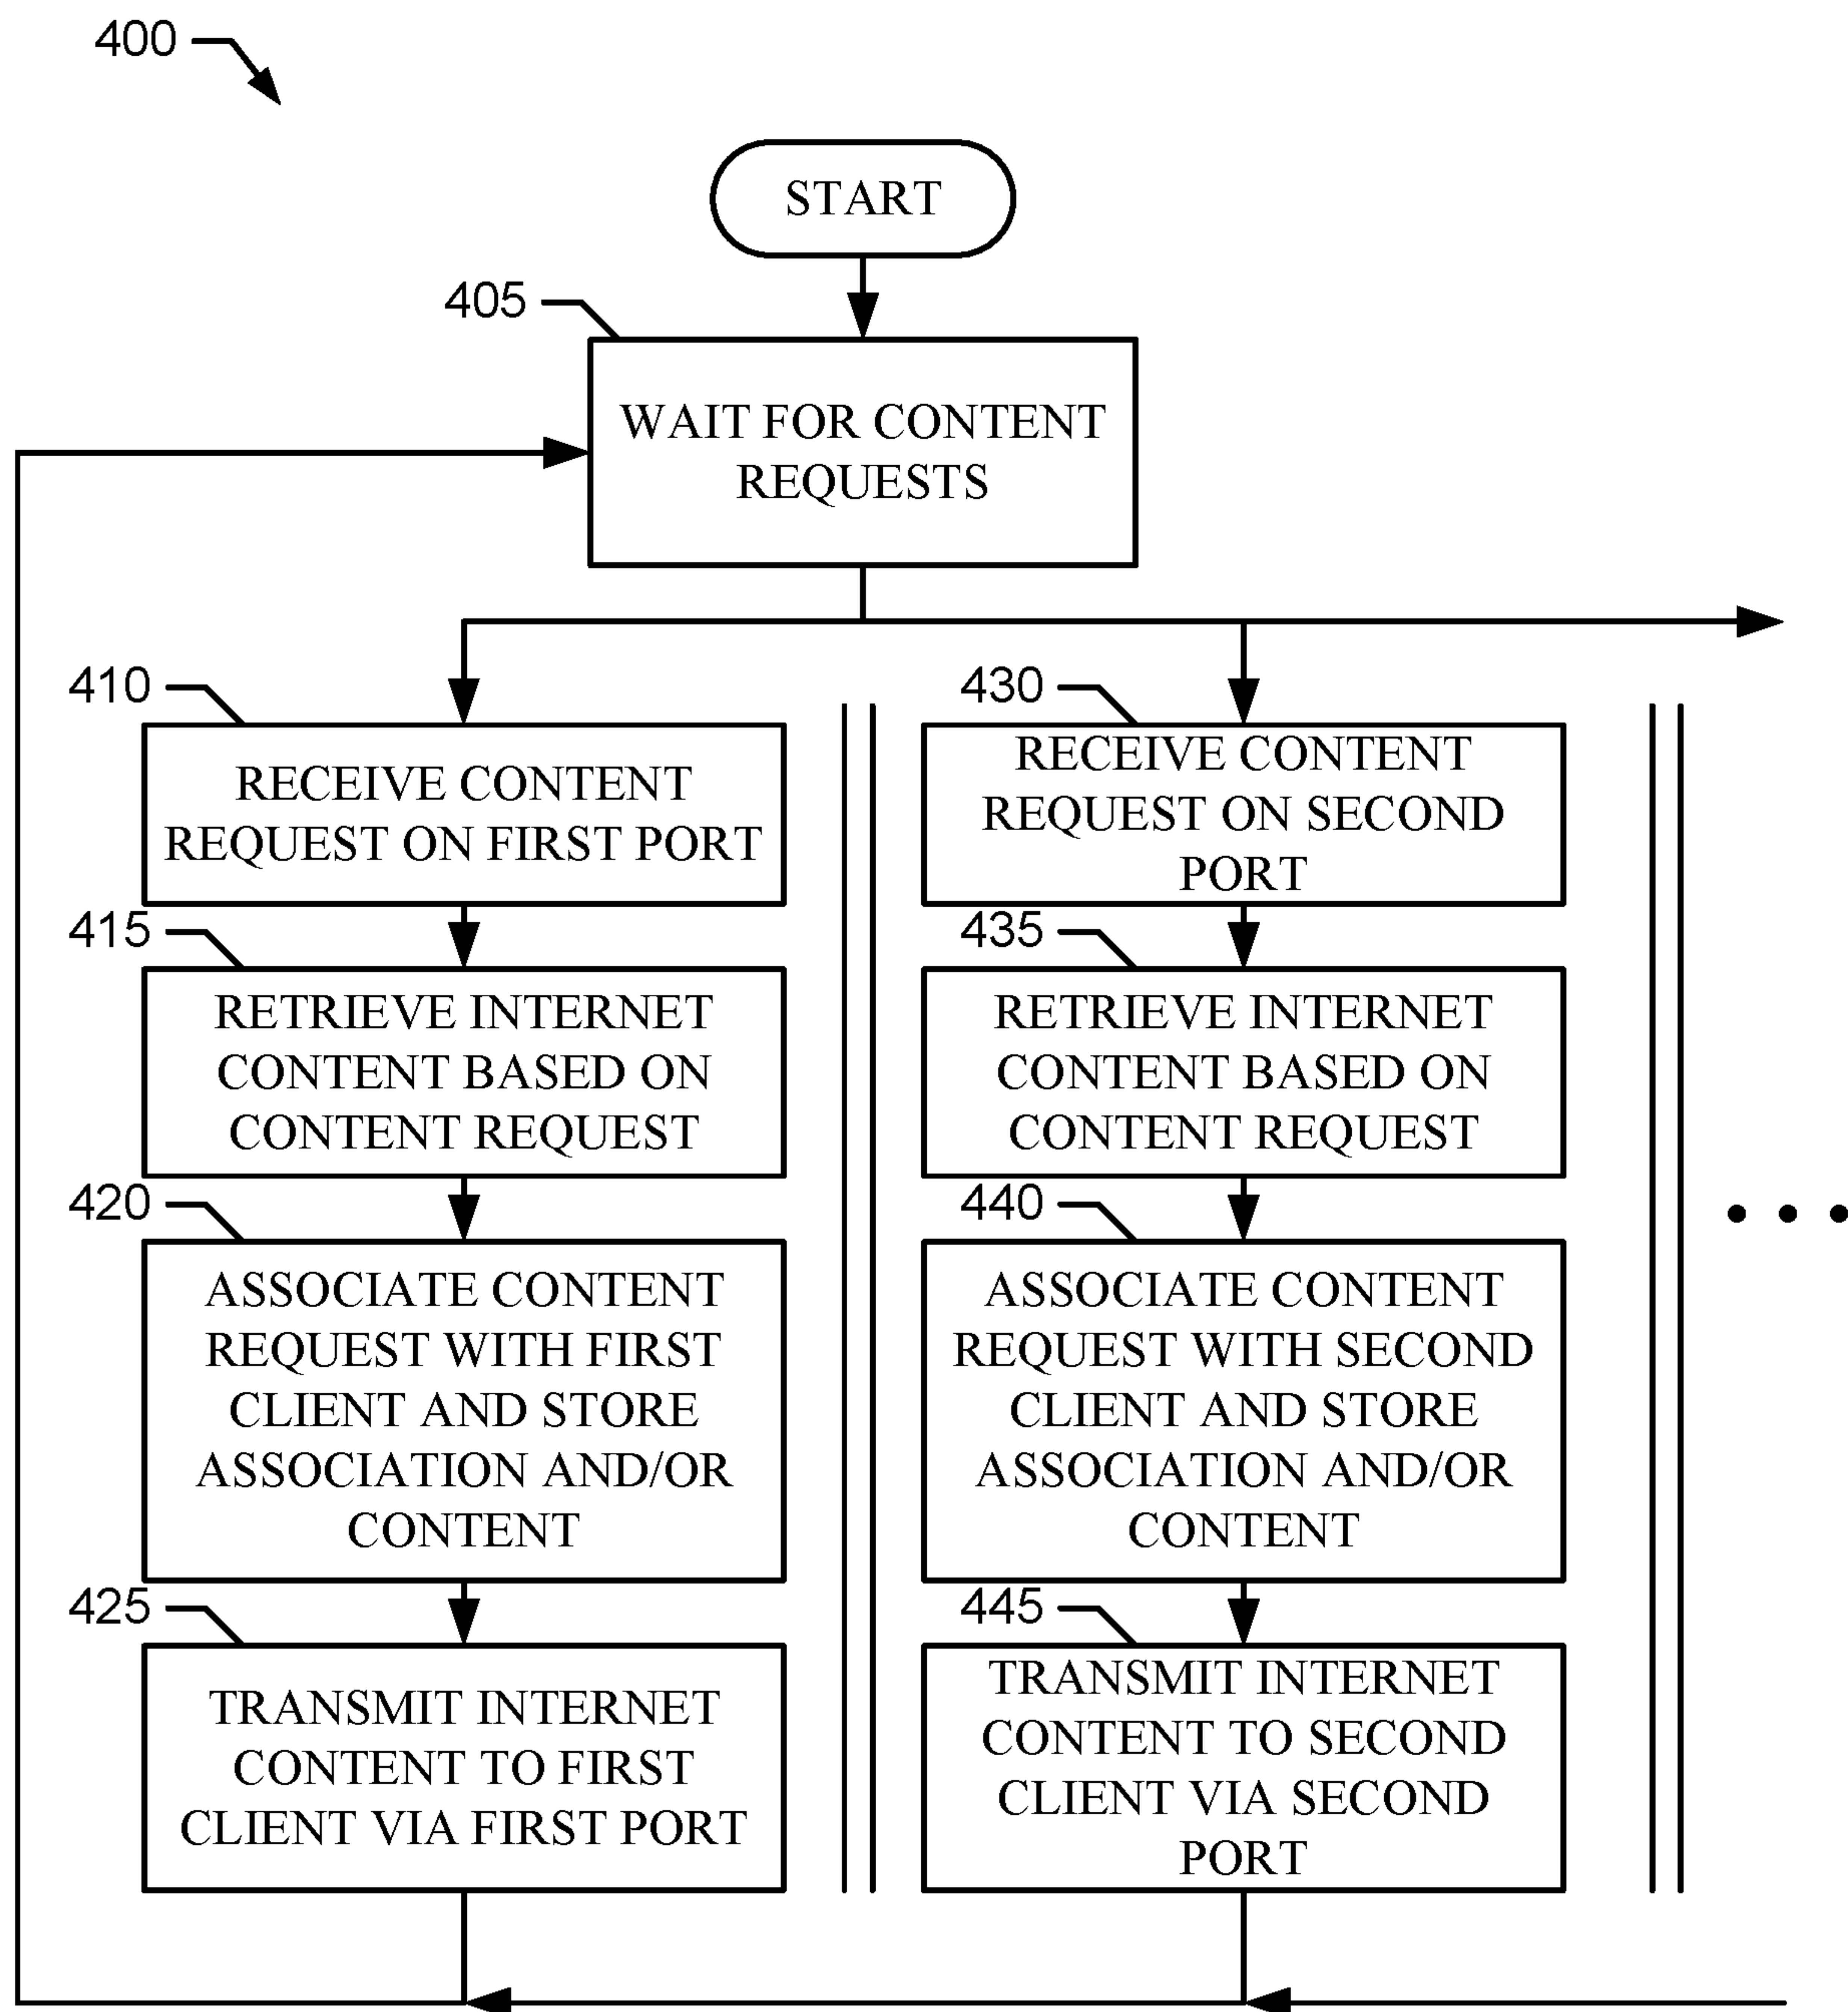 400
START
405
WAIT FOR CONTENT
REQUESTS
410
RECEIVE CONTENT
REQUEST ON FIRST PORT
415
RETRIEVE INTERNET
CONTENT BASED ON
CONTENT REQUEST
420
ASSOCIATE CONTENT
REQUEST WITH FIRST
CLIENT AND STORE
ASSOCIATION AND/OR
CONTENT
425
TRANSMIT INTERNET
CONTENT TO FIRST
CLIENT VIA FIRST PORT
430
RECEIVE CONTENT
REQUEST ON SECOND
PORT
435
RETRIEVE INTERNET
CONTENT BASED ON
CONTENT REQUEST
440
ASSOCIATE CONTENT
REQUEST WITH SECOND
CLIENT AND STORE
ASSOCIATION AND/OR
CONTENT
445
TRANSMIT INTERNET
CONTENT TO SECOND
CLIENT VIA SECOND
PORT
• • •